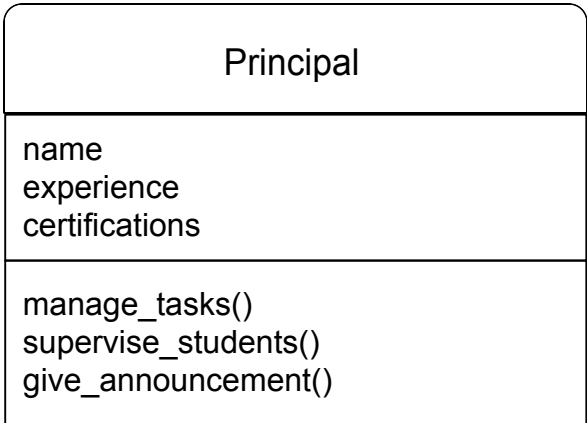 Principal
name
experience
certifications
manage_tasks()
supervise_students()
give_announcement()